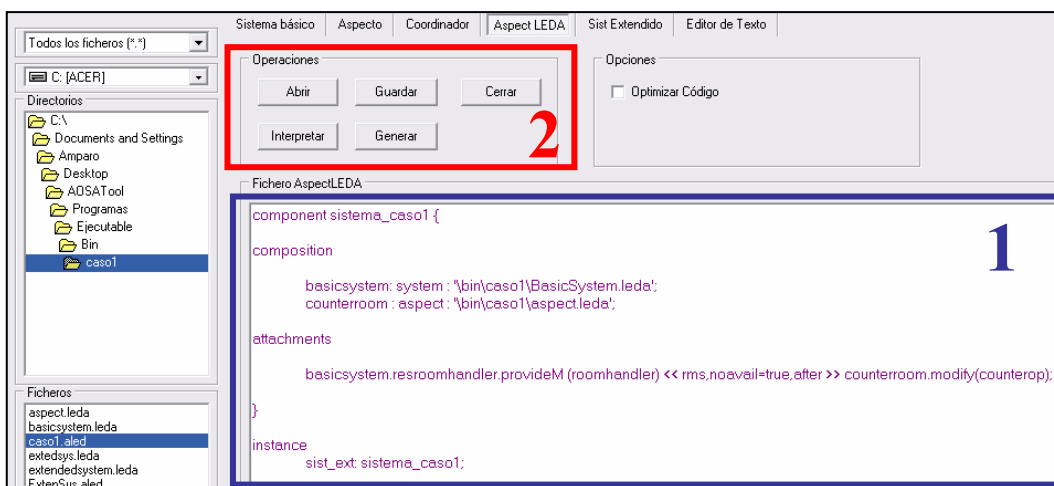 Sistema básico Aspecto Coordinador Aspect LEDA Sist Extendido Editor de Texto
Todos los ficheros (*.*)
C: [ACER]
Directorios
C:\
Documents and Settings
Amparo
Desktop
AOSATool
Programas
Ejecutable
Bin
caso1
Ficheros
aspect.leda
basicsystem.leda
caso1.aled
extedsys.leda
extendedsystem.leda
ExtenSus.aled
Operaciones
Abrir Guardar Cerrar
Interpretar Generar
2
Opciones
Optimizar Código
Fichero AspectLEDA
1
component sistema_caso1 {
composition
basicsystem: system : '\bin\caso1\BasicSystem.leda';
counterroom : aspect : '\bin\caso1\aspect.leda';
attachments
basicsystem.resroomhandler.provideM (roomhandler) << rms,noavail=true,after >> counterroom.modify(counterop);
}
instance
sist_ext: sistema_caso1;